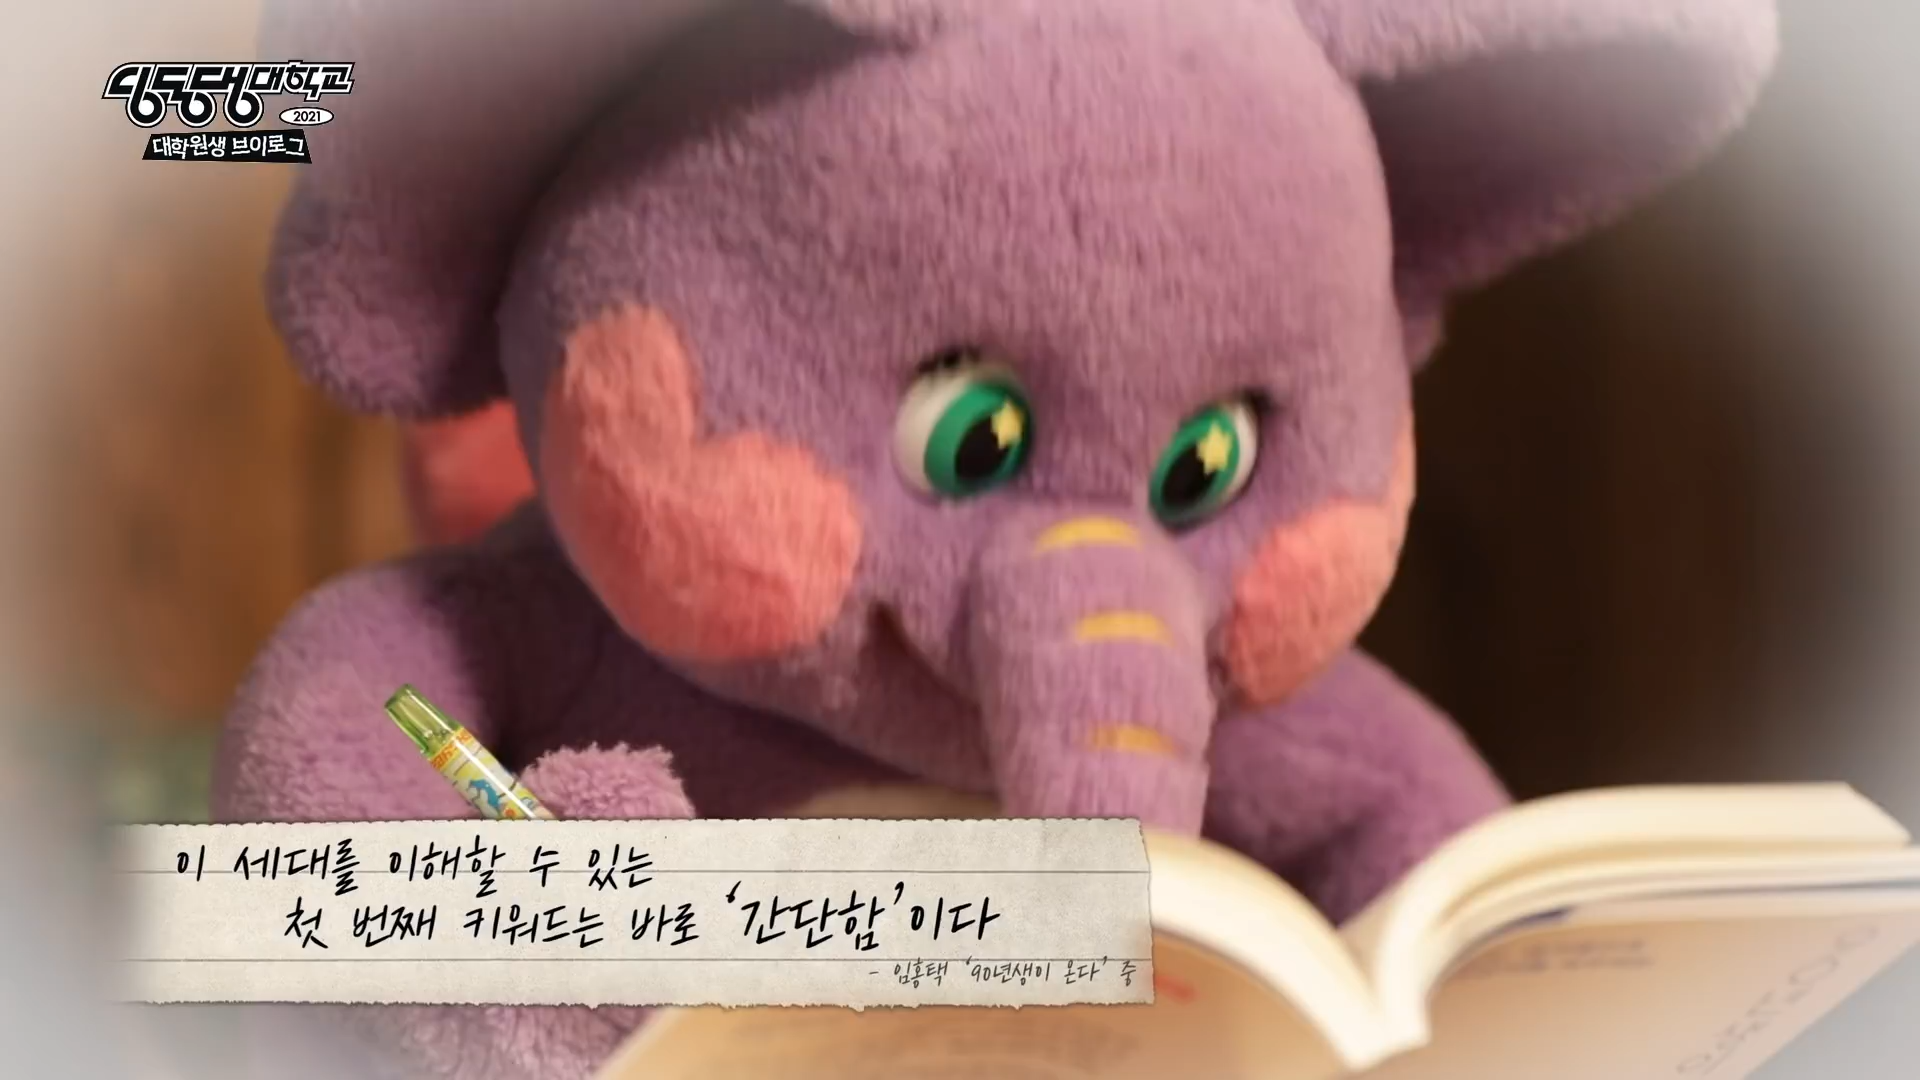 딩동댕대학교
2021
대학원생 브이로그
이 세대를 이해할 수 있는
첫 번째 키워드는 바로 '간단함'이다
- 임홍택 '90년생이 온다' 중